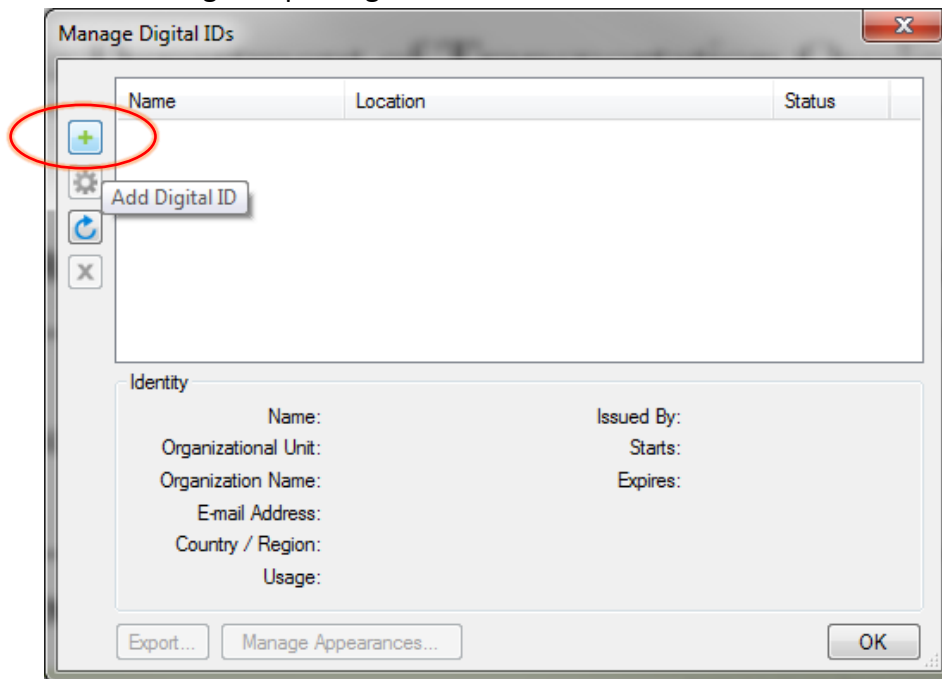 Manage Digital IDs
Name Location Status
Add Digital ID
Identity
Name: Issued By:
Organizational Unit: Starts:
Organization Name: Expires:
E-mail Address:
Country / Region:
Usage:
Export... Manage Appearances... OK